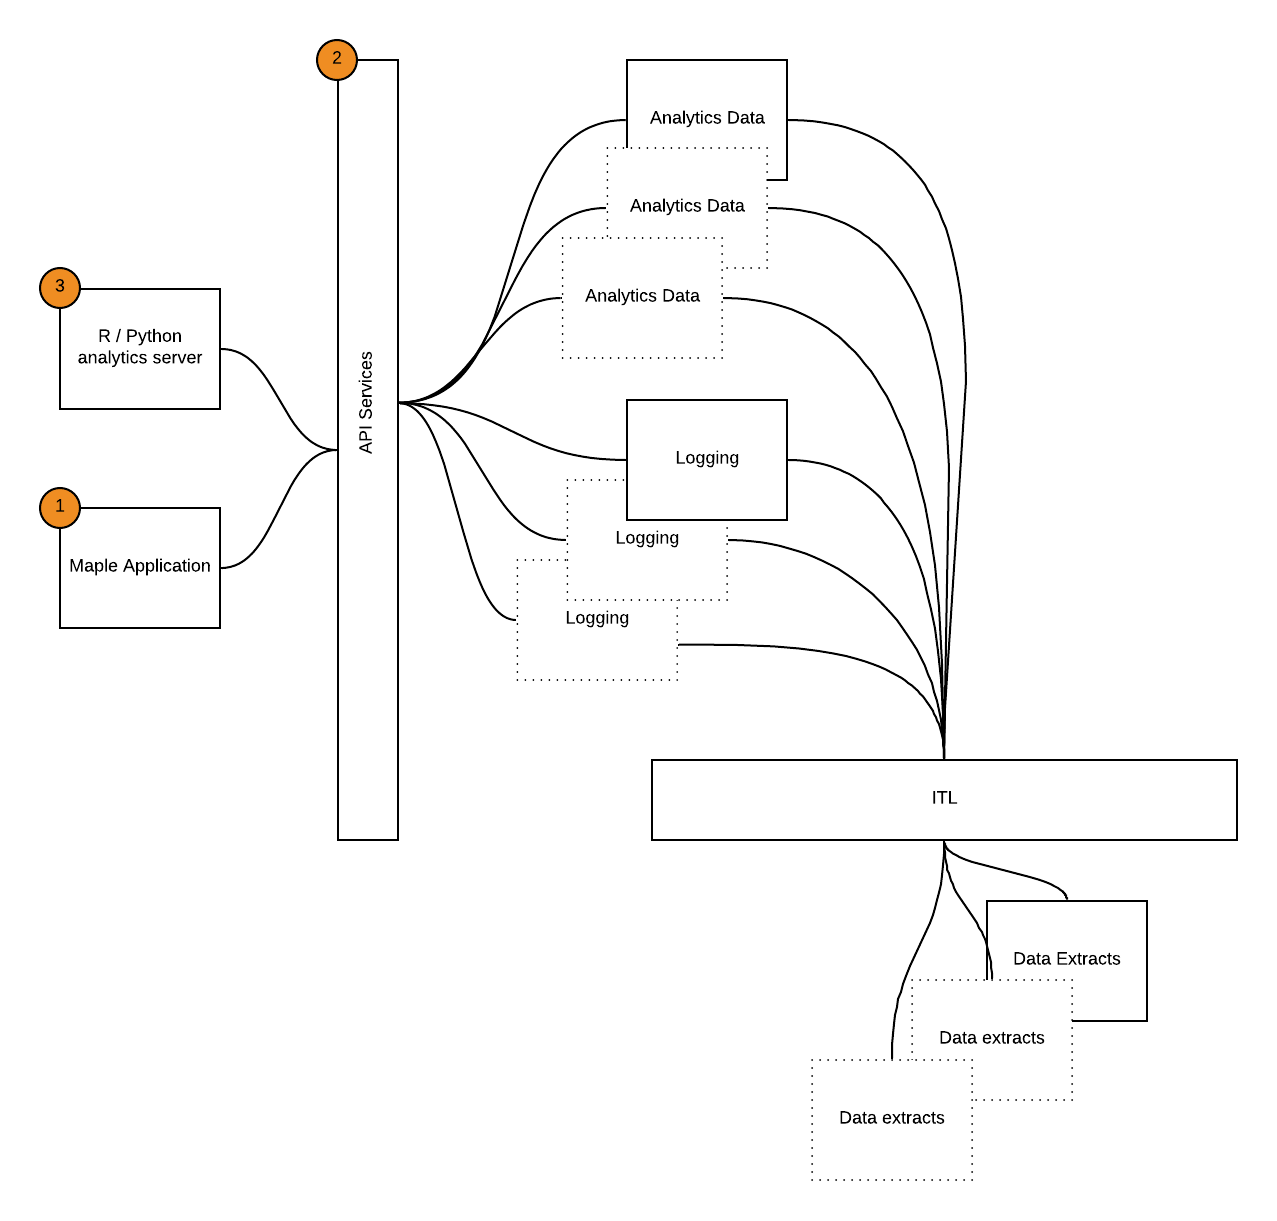 2
Analytics Data
Analytics Data
3
Analytics Data
R / Python
analytics server
API Services
Logging
1
Logging
Maple Application
Logging
ITL
Data Extracts
Data extracts
Data extracts